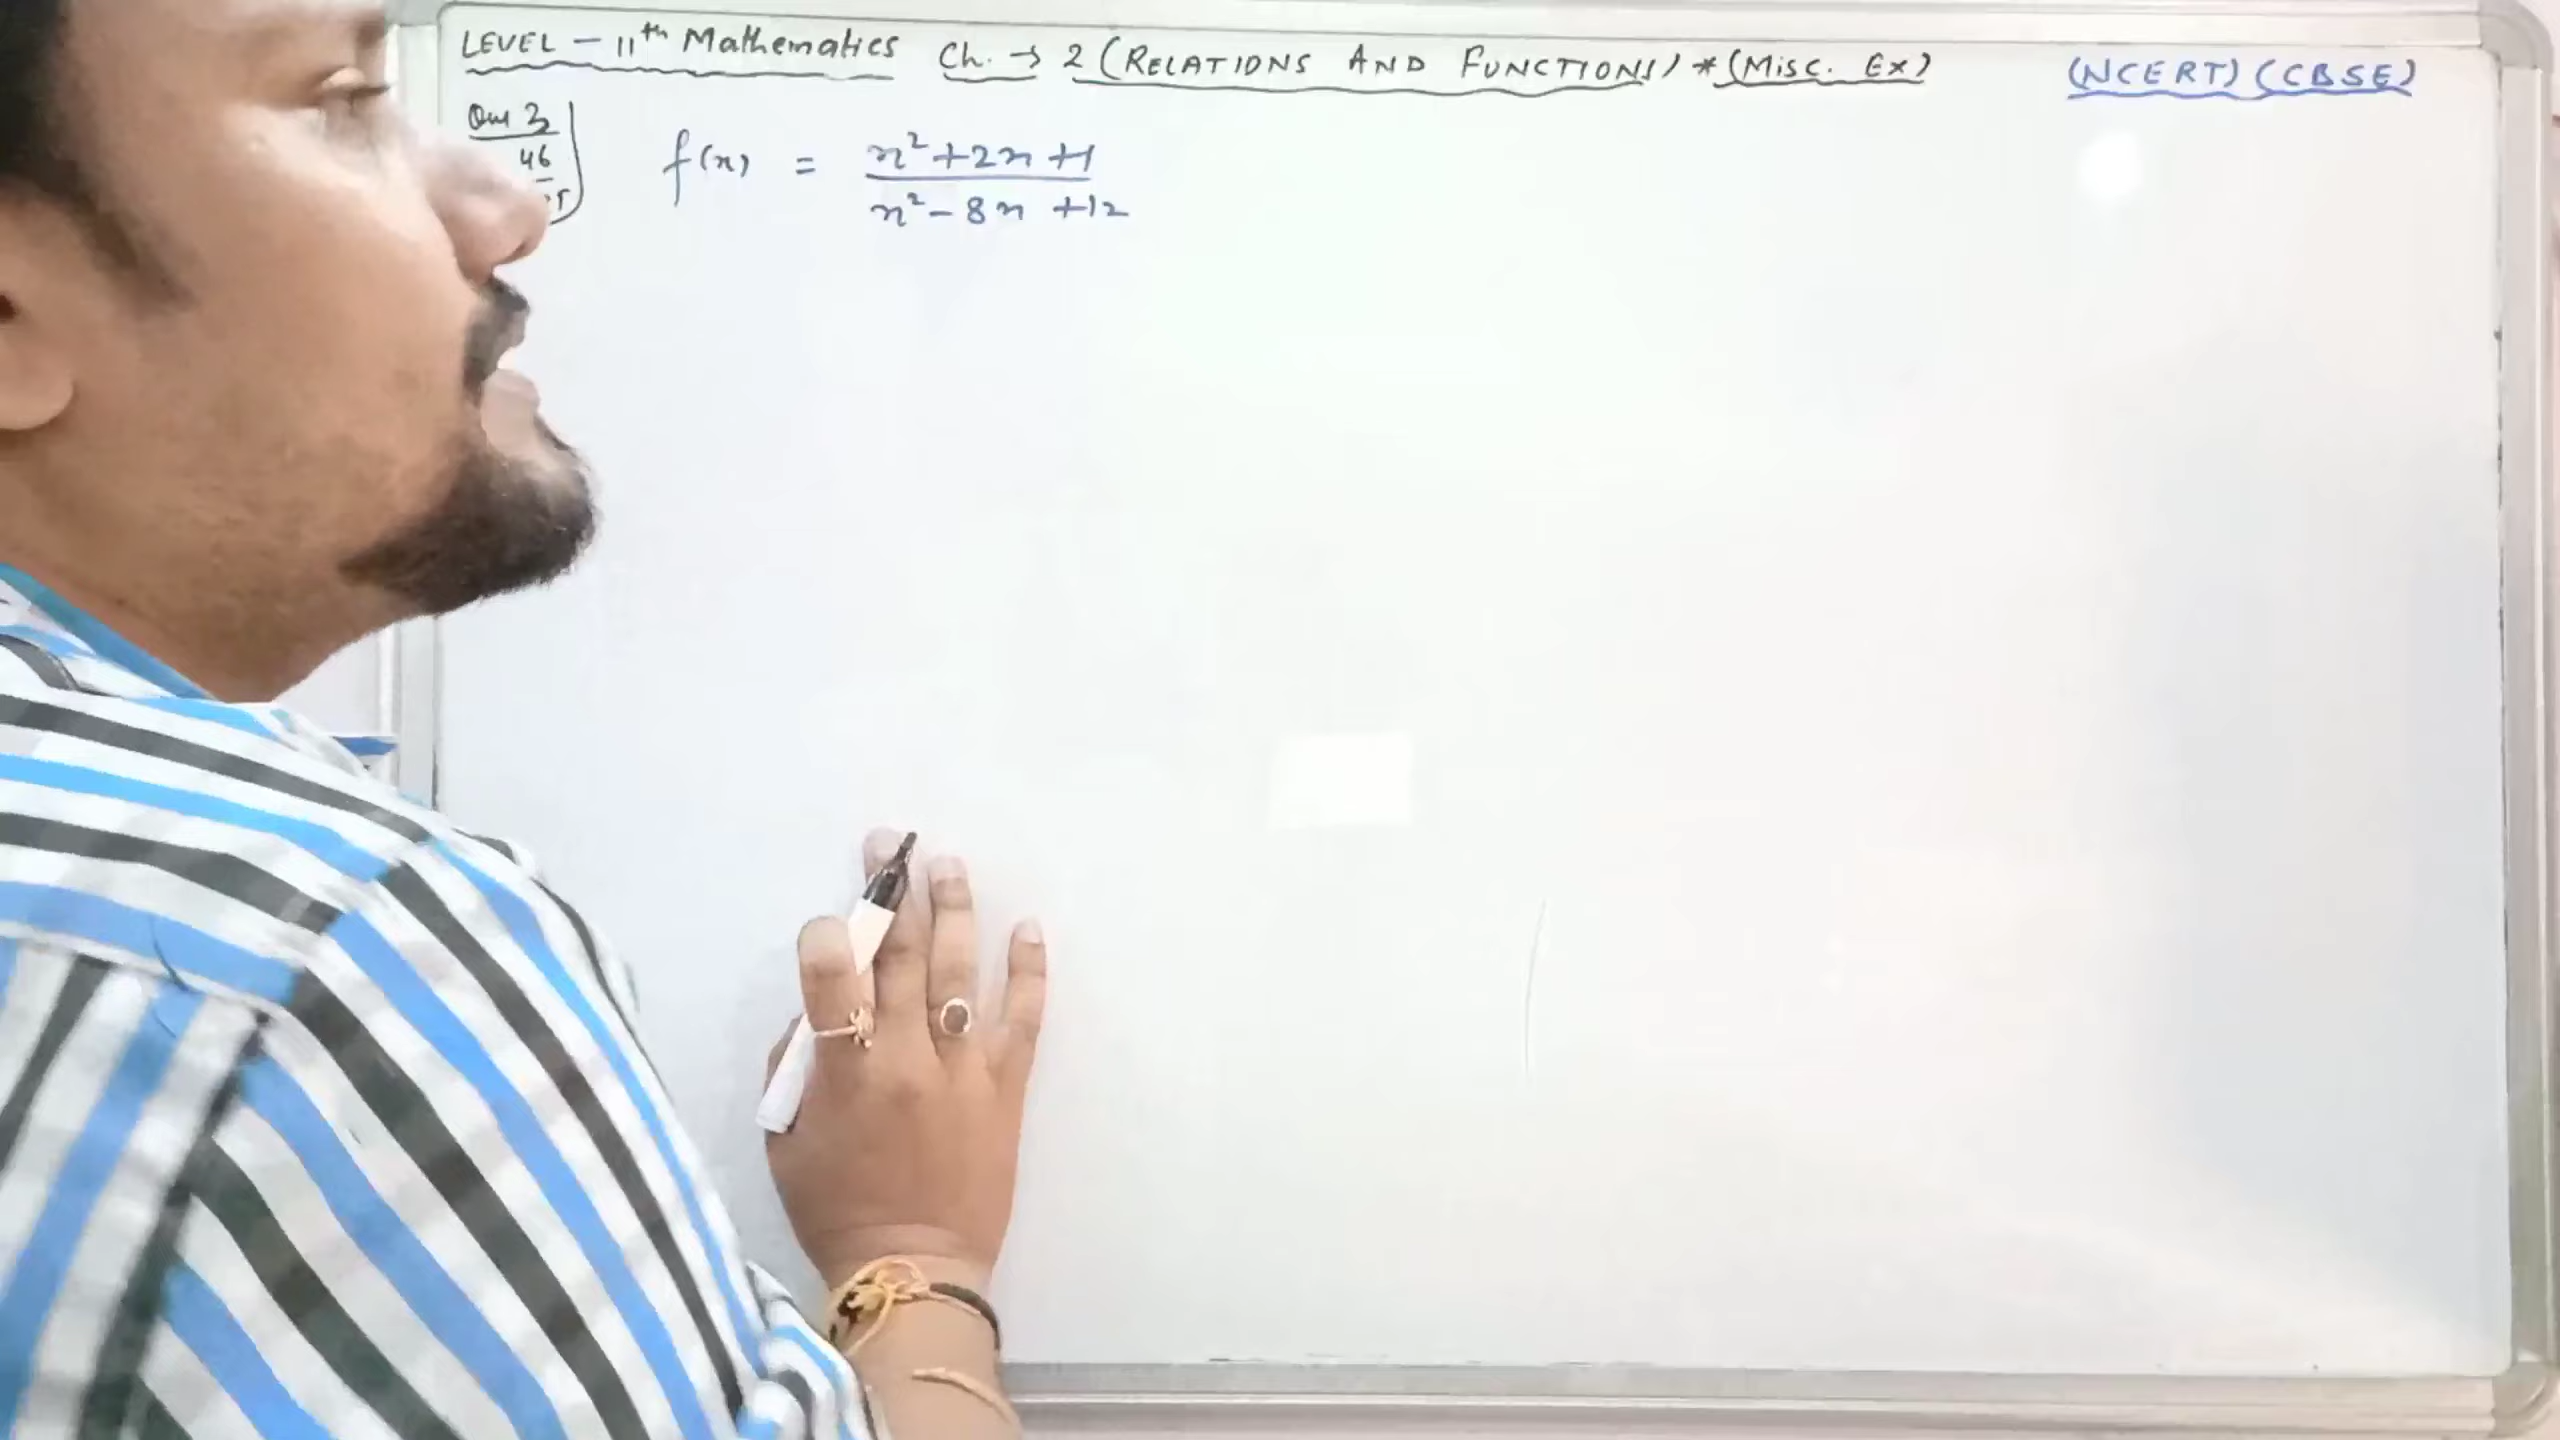 LEVEL - 11th Mathematics Ch. → 2 (RELATIONS AND FUNCTIONS) * (Misc. Ex) (NCERT) (CBSE)
Que 3
46
f(x) = x²+2x+1
x²-8x+12